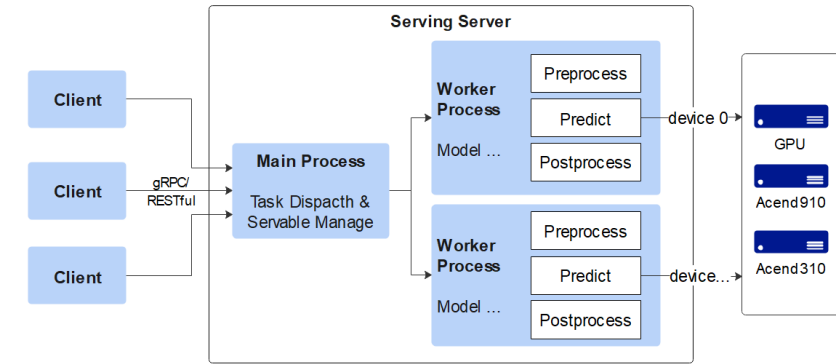 Serving Server
Client
Client
Client
gRPC/
RESTful
Main Process
Task Dispacth &
Servable Manage
Worker
Process
Model ...
Preprocess
Predict
Postprocess
device 0
Worker
Process
Model ...
Preprocess
Predict
Postprocess
device...
GPU
Acend910
Acend310